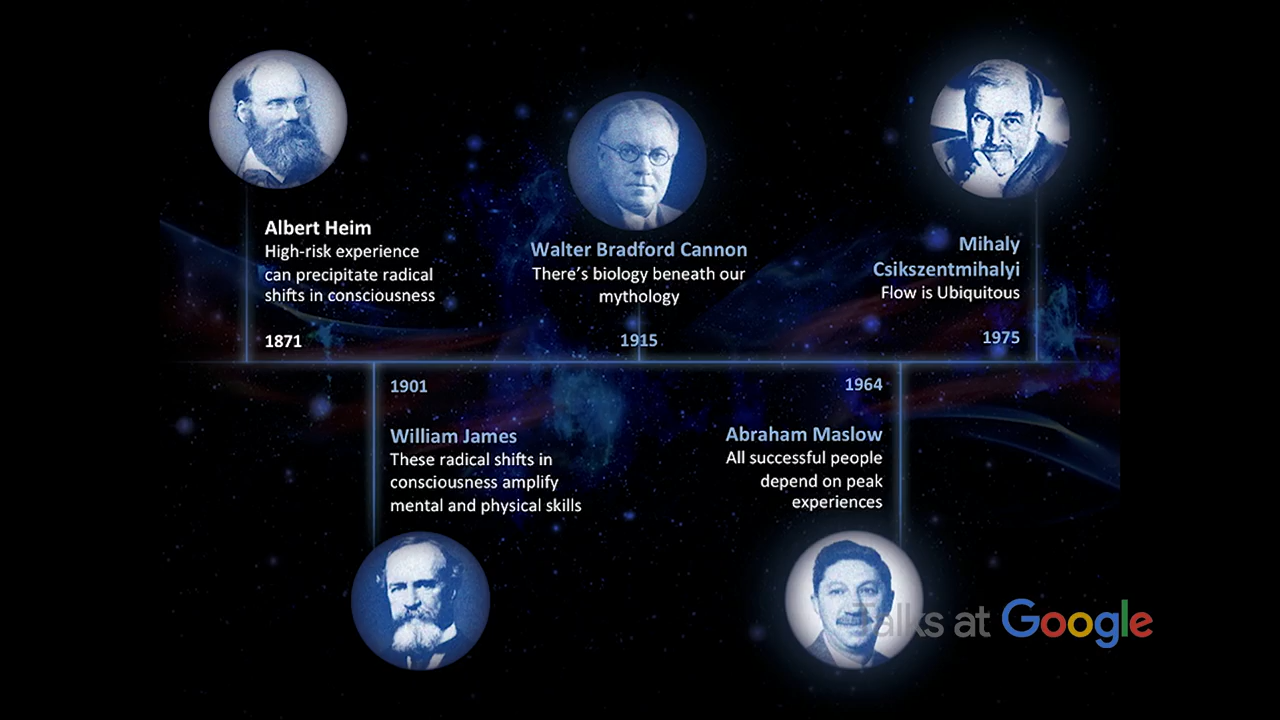 Albert Heim
High-risk experience
can precipitate radical
shifts in consciousness
1871
Walter Bradford Cannon
There's biology beneath our
mythology
1915
Mihaly
Csikszentmihalyi
Flow is Ubiquitous
1975
1901
William James
These radical shifts in
consciousness amplify
mental and physical skills
1964
Abraham Maslow
All successful people
depend on peak
experiences
Talks at Google